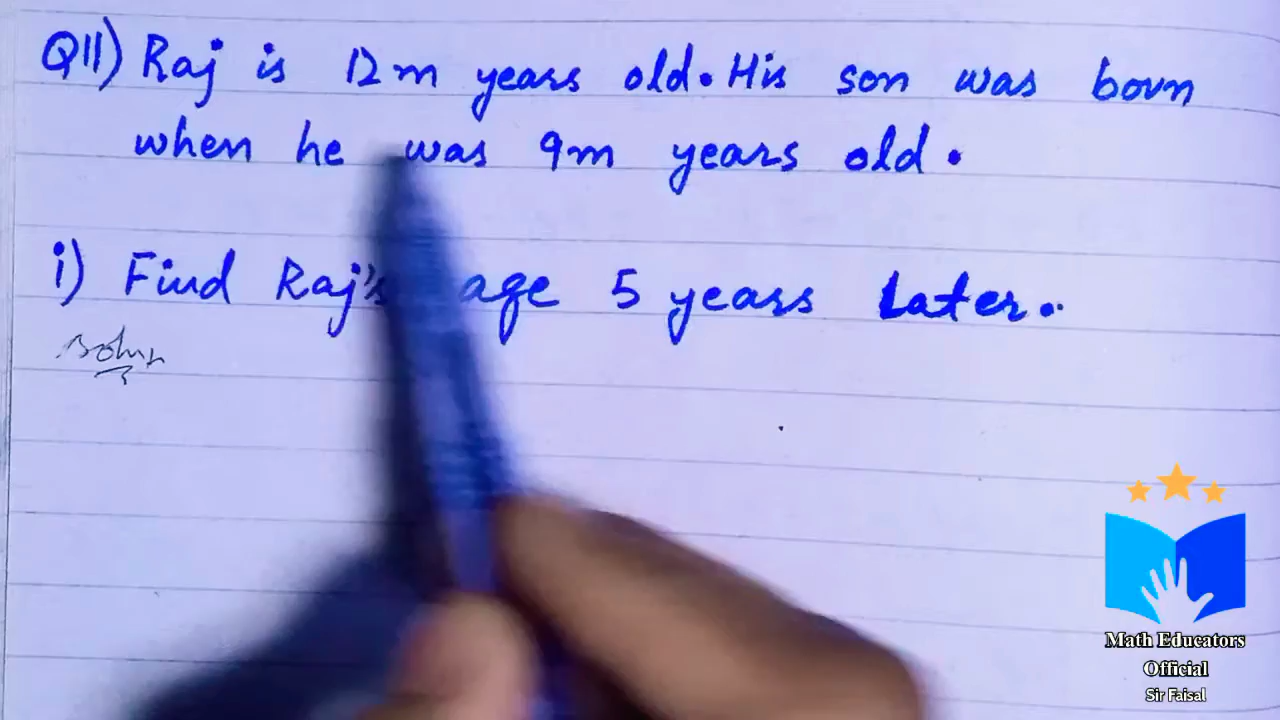 Q11) Raj is 12m years old. His son was born
when he was 9m years old.
i) Find Raj's age 5 years Later.
Math Educators
Official
Sir Faisal